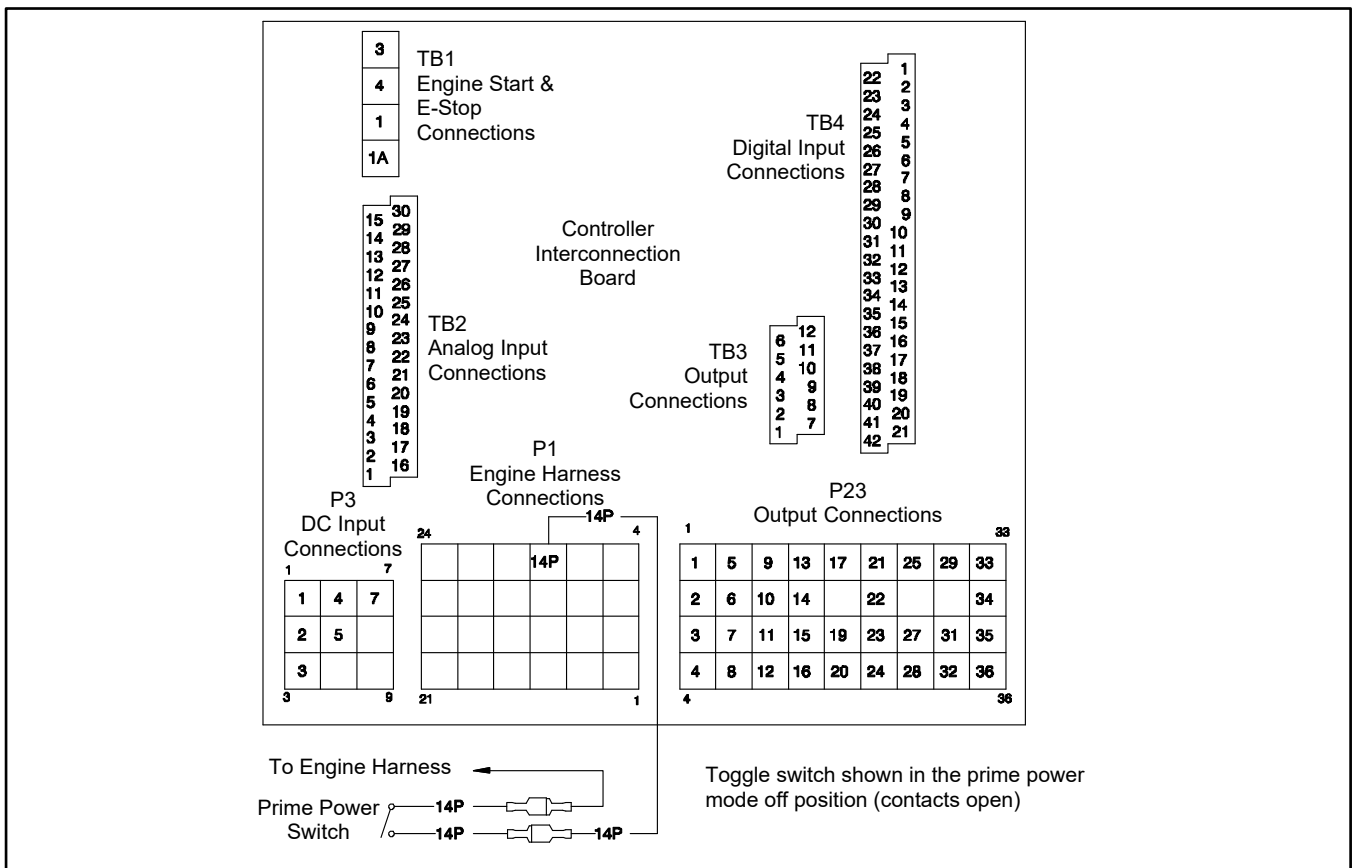 3
4
1
1A
TB1
Engine Start &
E-Stop
Connections
TB4
Digital Input
Connections
22 1
23 2
24 3
25 4
26 5
27 6
28 7
29 8
30 9
31 10
32 11
33 12
34 13
35 14
36 15
37 16
38 17
39 18
40 19
41 20
42 21
Controller
Interconnection
Board
15 30
14 29
13 28
12 27
11 26
10 25
9 24
8 23
7 22
6 21
5 20
4 19
3 18
2 17
1 16
TB2
Analog Input
Connections
TB3
Output
Connections
6 12
5 11
4 10
3 9
2 8
1 7
P3
DC Input
Connections
1 7
1 4 7
2 5
3
3 9
P1
Engine Harness
Connections
14P
24 4
14P
21 1
P23
Output Connections
1 33
1 5 9 13 17 21 25 29 33
2 6 10 14 22 34
3 7 11 15 19 23 27 31 35
4 8 12 16 20 24 28 32 36
4 36
To Engine Harness
Prime Power
Switch
14P
14P 14P
Toggle switch shown in the prime power
mode off position (contacts open)